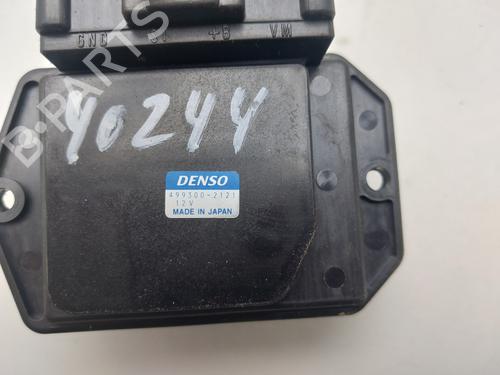 GND +B VM
40244
DENSO
499300-2121
12V
MADE IN JAPAN
B-PARTS